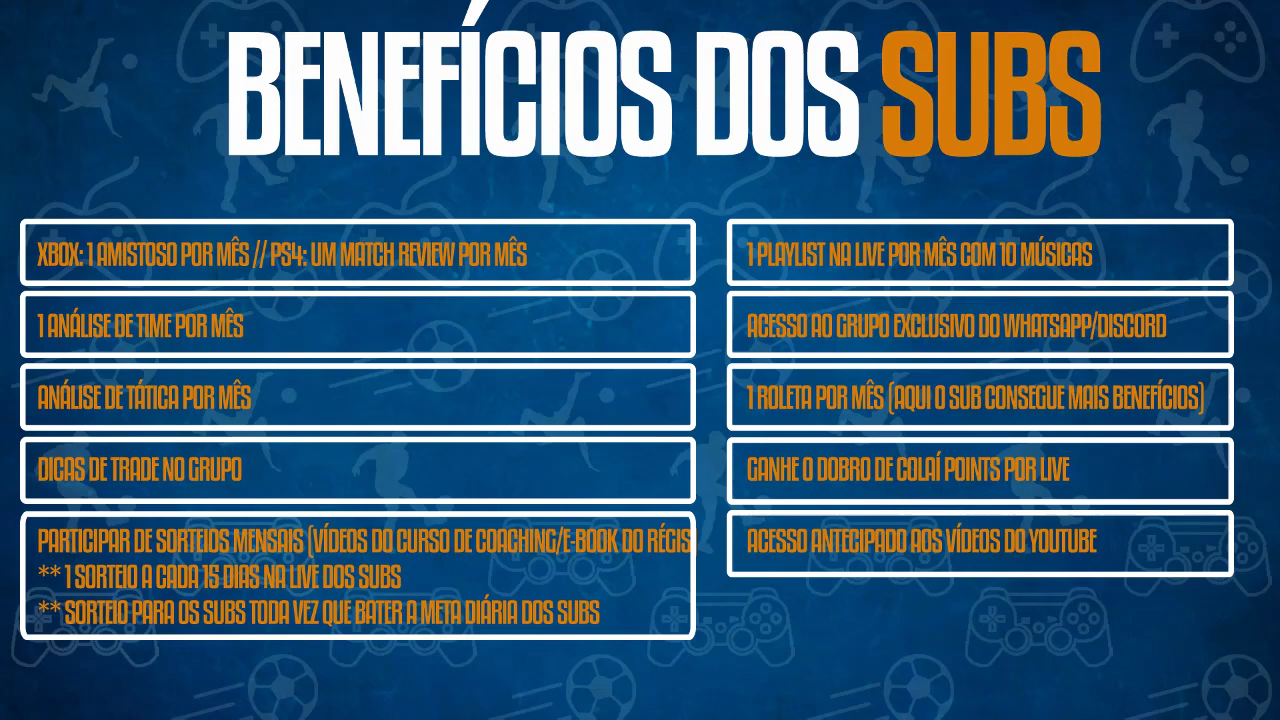 BENEFÍCIOS DOS SUBS
XBOX: 1 AMISTOSO POR MÊS // PS4: UM MATCH REVIEW POR MÊS
1 ANÁLISE DE TIME POR MÊS
ANÁLISE DE TÁTICA POR MÊS
DICAS DE TRADE NO GRUPO
PARTICIPAR DE SORTEIOS MENSAIS (VÍDEOS DO CURSO DE COACHING/E-BOOK DO RÉGIS
** 1 SORTEIO A CADA 15 DIAS NA LIVE DOS SUBS
** SORTEIO PARA OS SUBS TODA VEZ QUE BATER A META DIÁRIA DOS SUBS
1 PLAYLIST NA LIVE POR MÊS COM 10 MÚSICAS
ACESSO AO GRUPO EXCLUSIVO DO WHATSAPP/DISCORD
1 ROLETA POR MÊS (AQUI O SUB CONSEGUE MAIS BENEFÍCIOS)
GANHE O DOBRO DE COLAÍ POINTS POR LIVE
ACESSO ANTECIPADO AOS VÍDEOS DO YOUTUBE